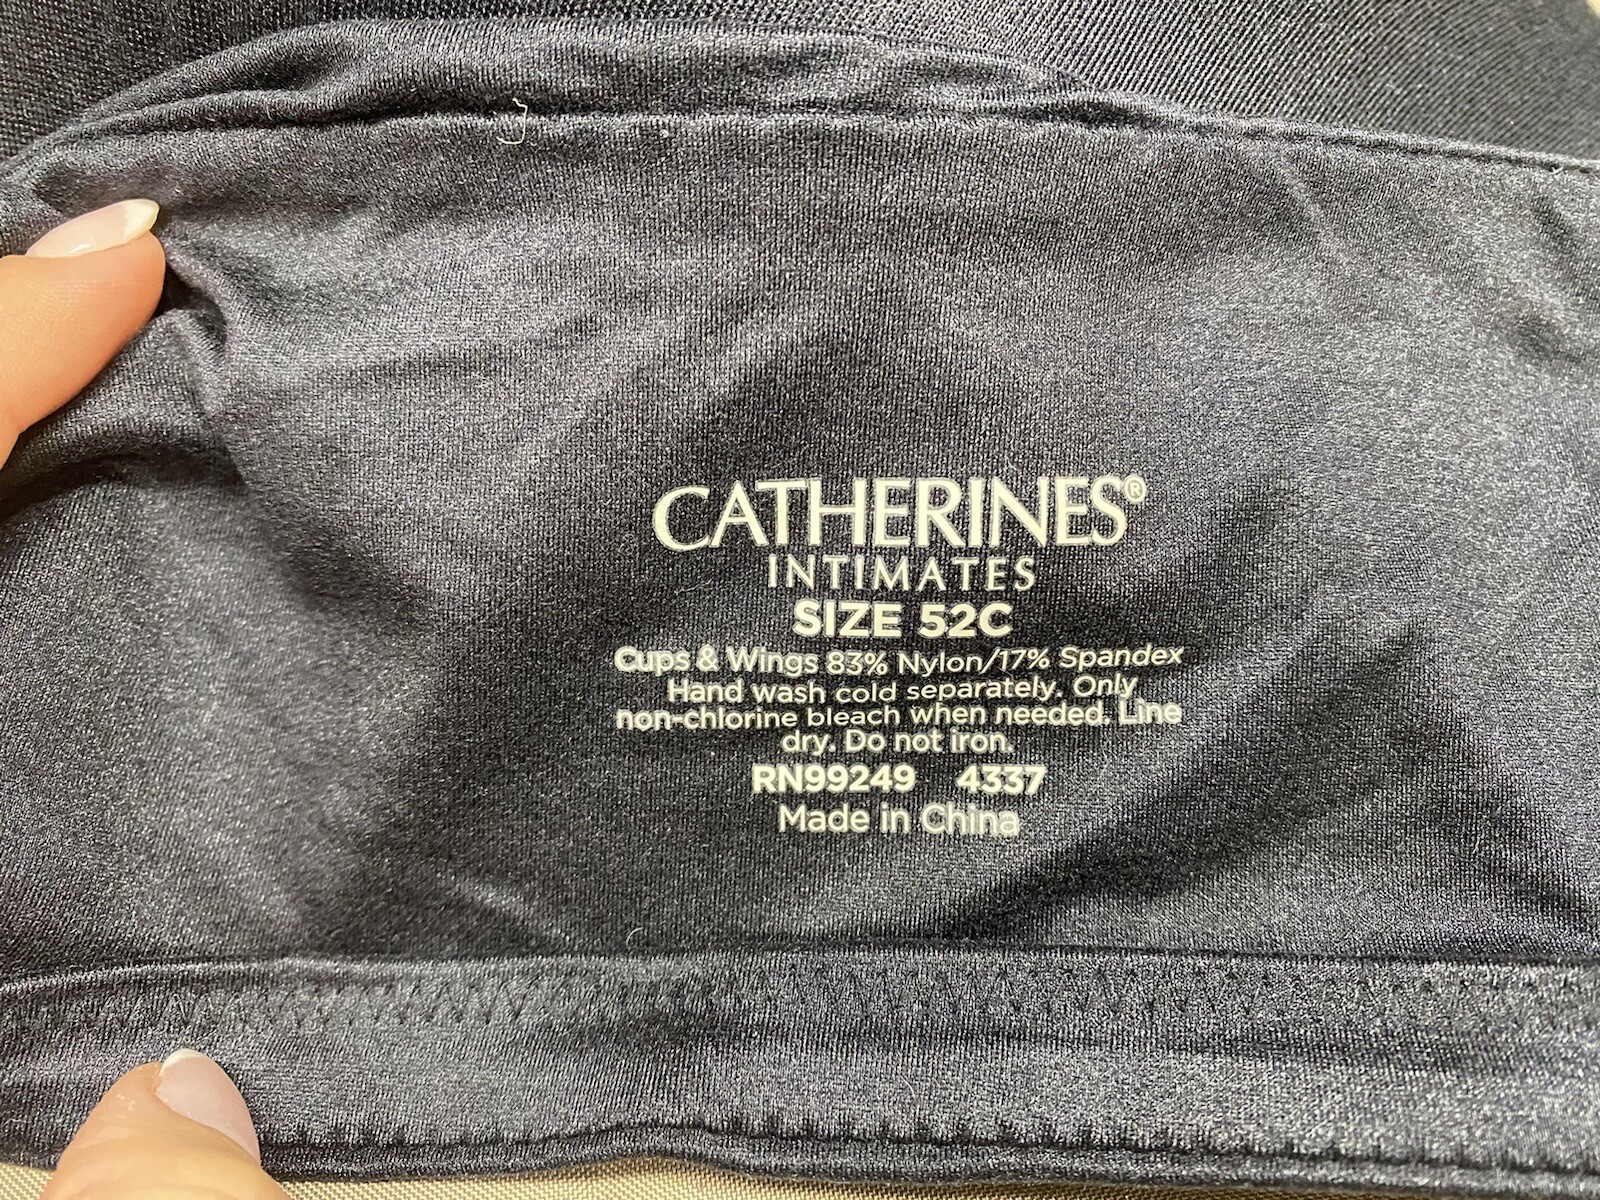 CATHERINES®
INTIMATES
SIZE 52C
Cups & Wings 83% Nylon/17% Spandex
Hand wash cold separately. Only
non-chlorine bleach when needed. Line
dry. Do not iron.
RN99249 4337
Made in China